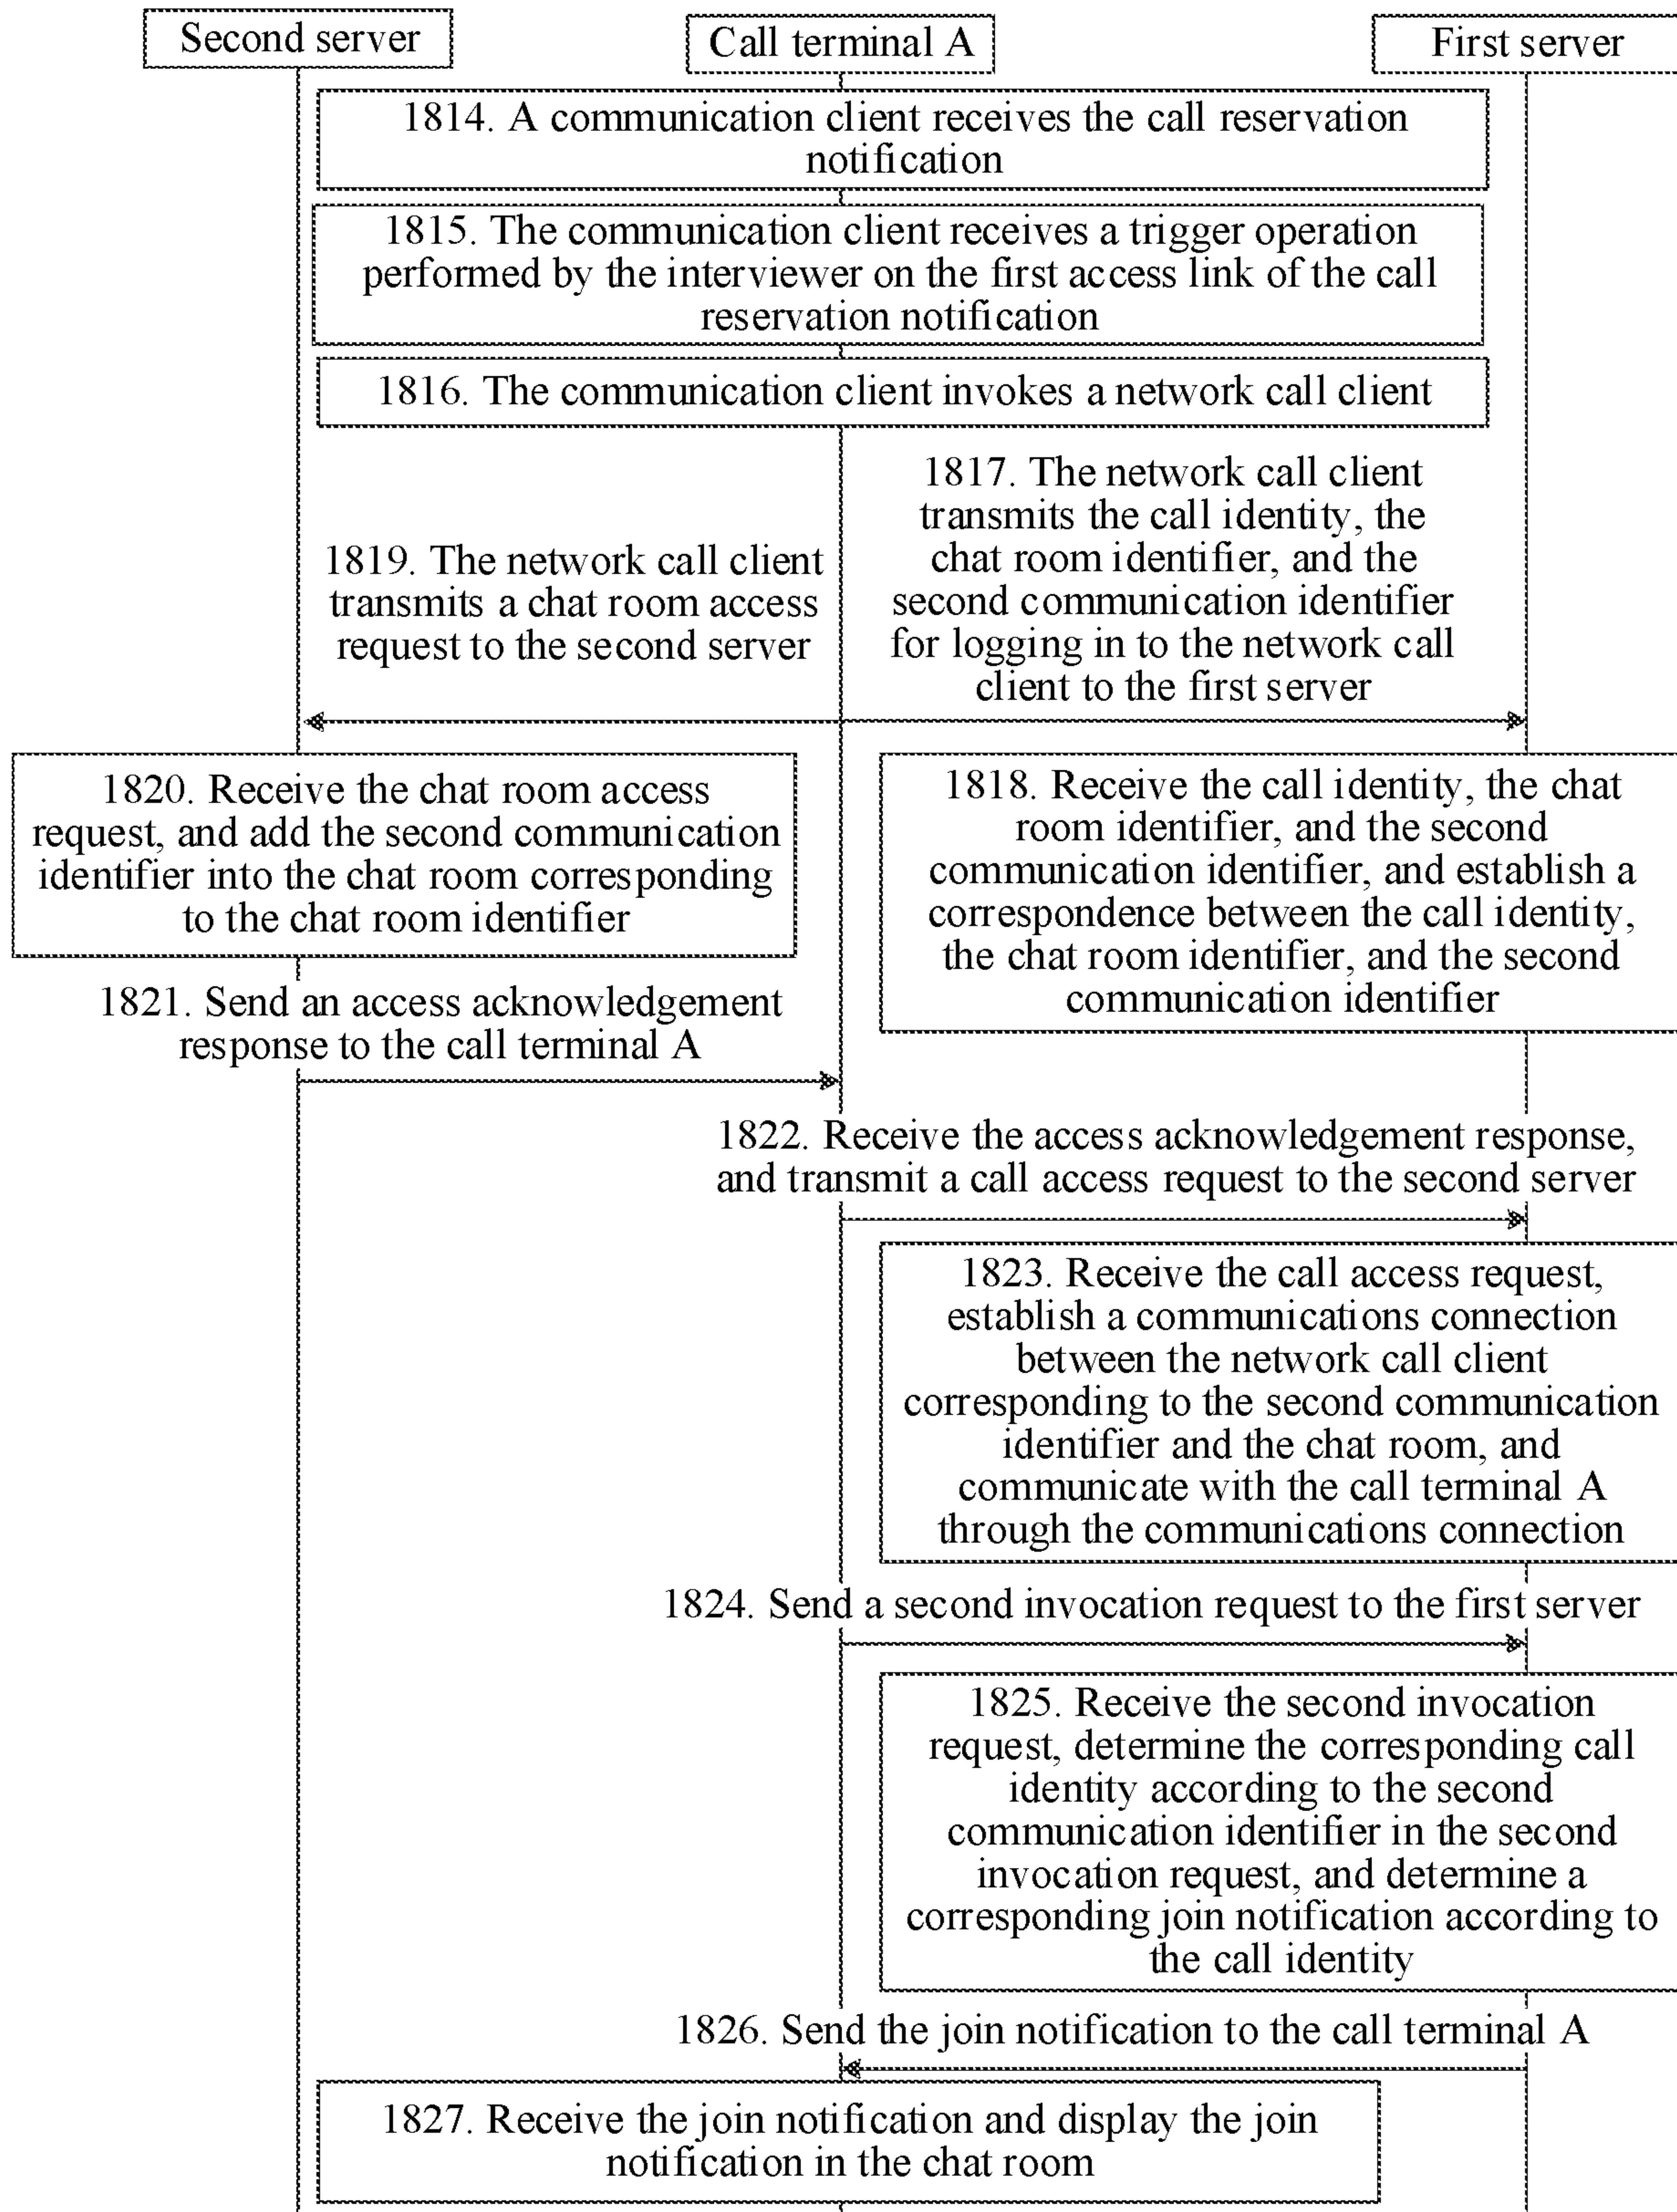 Second server
Call terminal A
First server
1814. A communication client receives the call reservation
notification
1815. The communication client receives a trigger operation
performed by the interviewer on the first access link of the call
reservation notification
1816. The communication client invokes a network call client
1817. The network call client
transmits the call identity, the
chat room identifier, and the
second communication identifier
for logging in to the network call
client to the first server
1819. The network call client
transmits a chat room access
request to the second server
1818. Receive the call identity, the chat
room identifier, and the second
communication identifier, and establish a
correspondence between the call identity,
the chat room identifier, and the second
communication identifier
1820. Receive the chat room access
request, and add the second communication
identifier into the chat room corresponding
to the chat room identifier
1821. Send an access acknowledgement
response to the call terminal A
1822. Receive the access acknowledgement response,
and transmit a call access request to the second server
1823. Receive the call access request,
establish a communications connection
between the network call client
corresponding to the second communication
identifier and the chat room, and
communicate with the call terminal A
through the communications connection
1824. Send a second invocation request to the first server
1825. Receive the second invocation
request, determine the corresponding call
identity according to the second
communication identifier in the second
invocation request, and determine a
corresponding join notification according to
the call identity
1826. Send the join notification to the call terminal A
1827. Receive the join notification and display the join
notification in the chat room